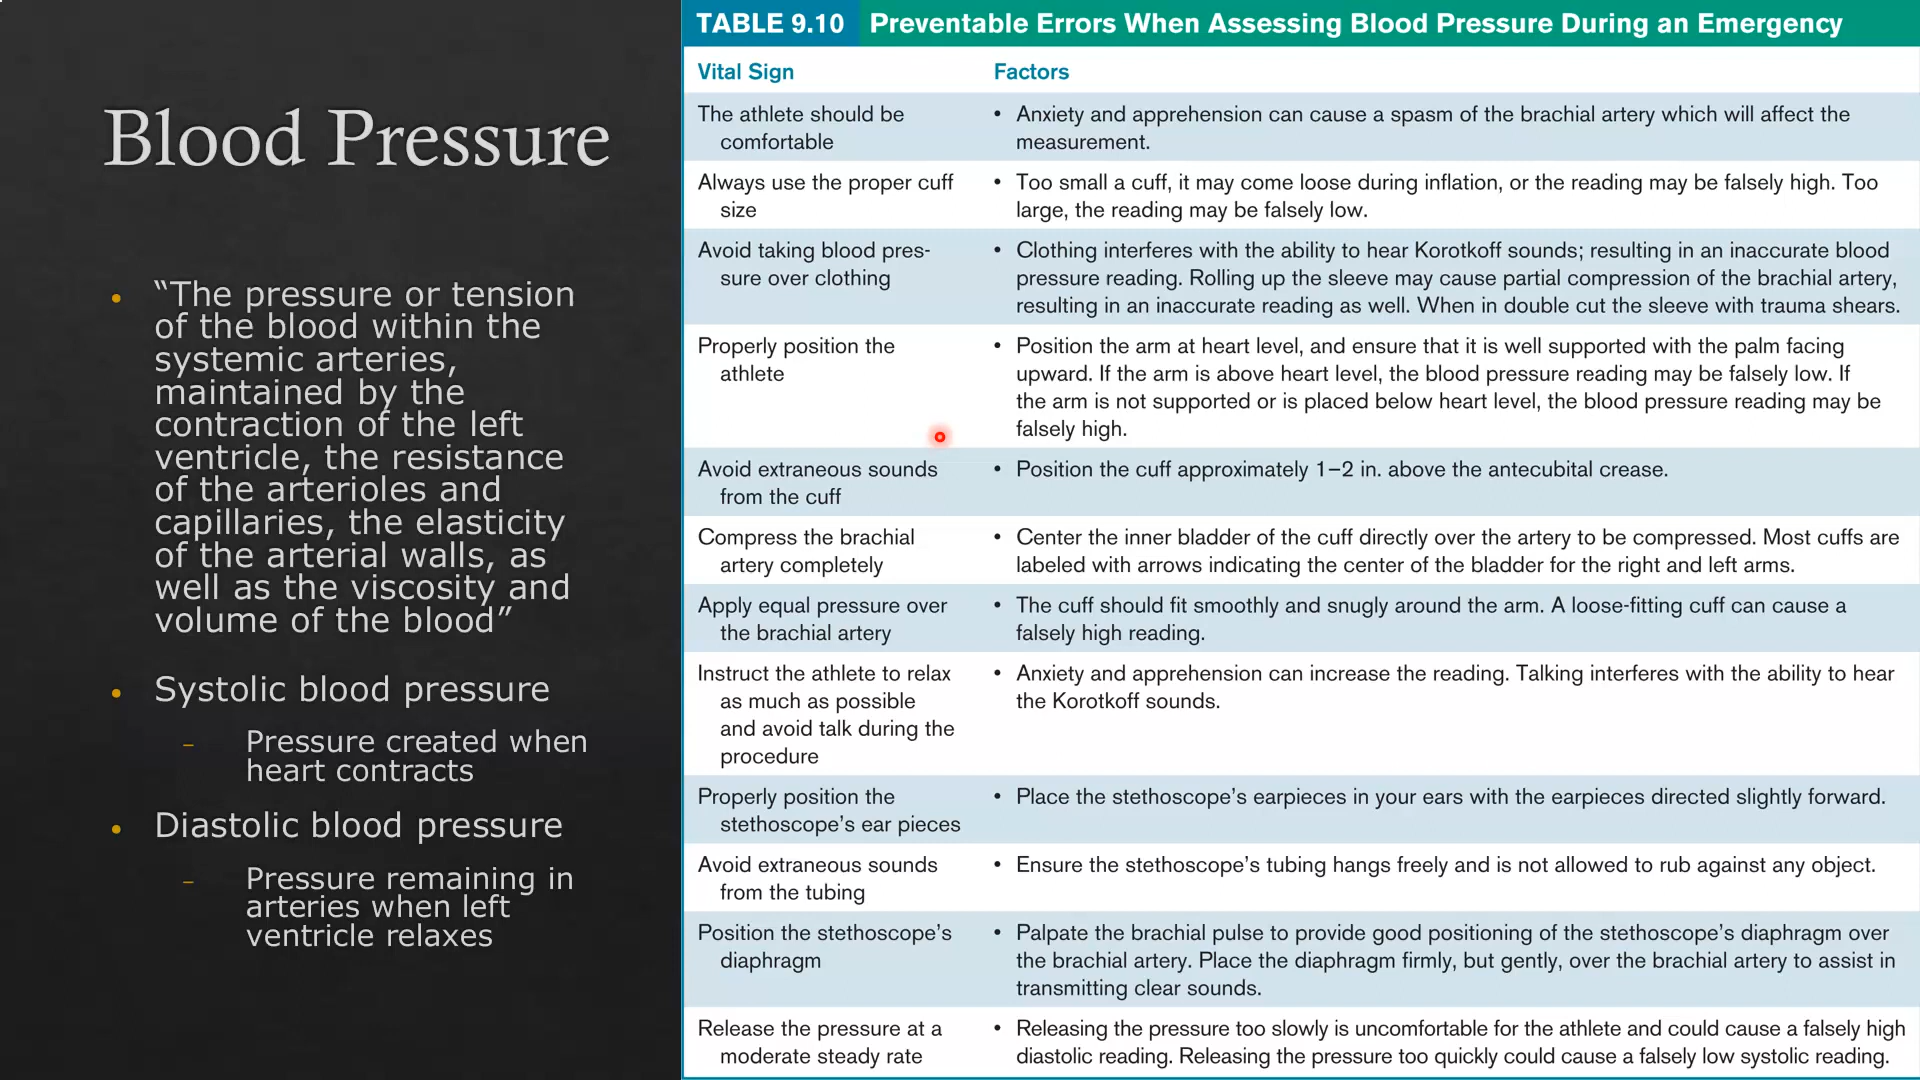 Blood Pressure
• “The pressure or tension
of the blood within the
systemic arteries,
maintained by the
contraction of the left
ventricle, the resistance
of the arterioles and
capillaries, the elasticity
of the arterial walls, as
well as the viscosity and
volume of the blood”
• Systolic blood pressure
– Pressure created when
heart contracts
• Diastolic blood pressure
– Pressure remaining in
arteries when left
ventricle relaxes
TABLE 9.10 Preventable Errors When Assessing Blood Pressure During an Emergency
Vital Sign Factors
The athlete should be
comfortable
• Anxiety and apprehension can cause a spasm of the brachial artery which will affect the
measurement.
Always use the proper cuff
size
• Too small a cuff, it may come loose during inflation, or the reading may be falsely high. Too
large, the reading may be falsely low.
Avoid taking blood pres-
sure over clothing
• Clothing interferes with the ability to hear Korotkoff sounds; resulting in an inaccurate blood
pressure reading. Rolling up the sleeve may cause partial compression of the brachial artery,
resulting in an inaccurate reading as well. When in double cut the sleeve with trauma shears.
Properly position the
athlete
• Position the arm at heart level, and ensure that it is well supported with the palm facing
upward. If the arm is above heart level, the blood pressure reading may be falsely low. If
the arm is not supported or is placed below heart level, the blood pressure reading may be
falsely high.
Avoid extraneous sounds
from the cuff
• Position the cuff approximately 1–2 in. above the antecubital crease.
Compress the brachial
artery completely
• Center the inner bladder of the cuff directly over the artery to be compressed. Most cuffs are
labeled with arrows indicating the center of the bladder for the right and left arms.
Apply equal pressure over
the brachial artery
• The cuff should fit smoothly and snugly around the arm. A loose-fitting cuff can cause a
falsely high reading.
Instruct the athlete to relax
as much as possible
and avoid talk during the
procedure
• Anxiety and apprehension can increase the reading. Talking interferes with the ability to hear
the Korotkoff sounds.
Properly position the
stethoscope’s ear pieces
• Place the stethoscope’s earpieces in your ears with the earpieces directed slightly forward.
Avoid extraneous sounds
from the tubing
• Ensure the stethoscope’s tubing hangs freely and is not allowed to rub against any object.
Position the stethoscope’s
diaphragm
• Palpate the brachial pulse to provide good positioning of the stethoscope’s diaphragm over
the brachial artery. Place the diaphragm firmly, but gently, over the brachial artery to assist in
transmitting clear sounds.
Release the pressure at a
moderate steady rate
• Releasing the pressure too slowly is uncomfortable for the athlete and could cause a falsely high
diastolic reading. Releasing the pressure too quickly could cause a falsely low systolic reading.